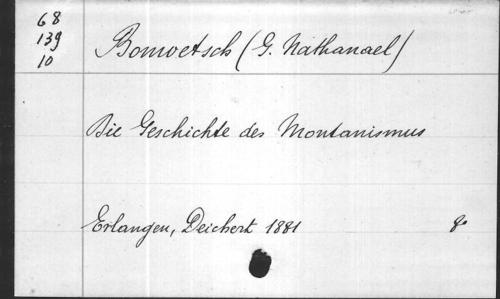 68
139
10
Bonwetsch (G. Nathanael)
Die Geschichte des Montanismus
Erlangen, Deichert 1881 8°